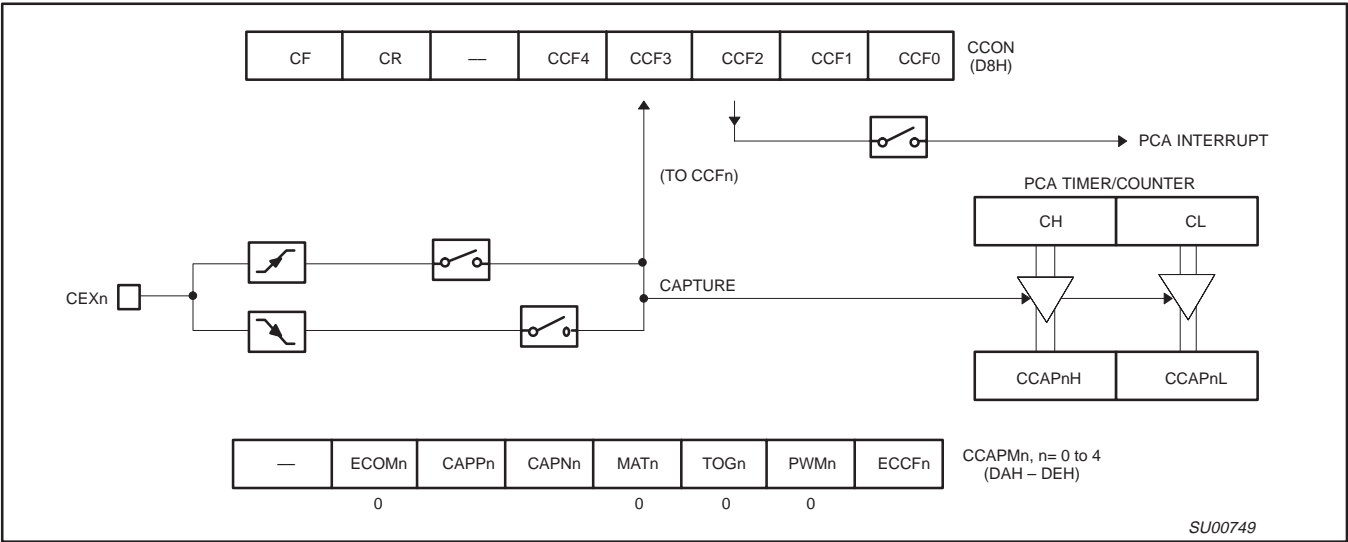 CF CR — CCF4 CCF3 CCF2 CCF1 CCF0
CCON
(D8H)
PCA INTERRUPT
(TO CCFn)
PCA TIMER/COUNTER
CH CL
CEXn
CAPTURE
CCAPnH CCAPnL
— ECOMn CAPPn CAPNn MATn TOGn PWMn ECCFn
CCAPMn, n= 0 to 4
(DAH – DEH)
0 0 0 0
SU00749